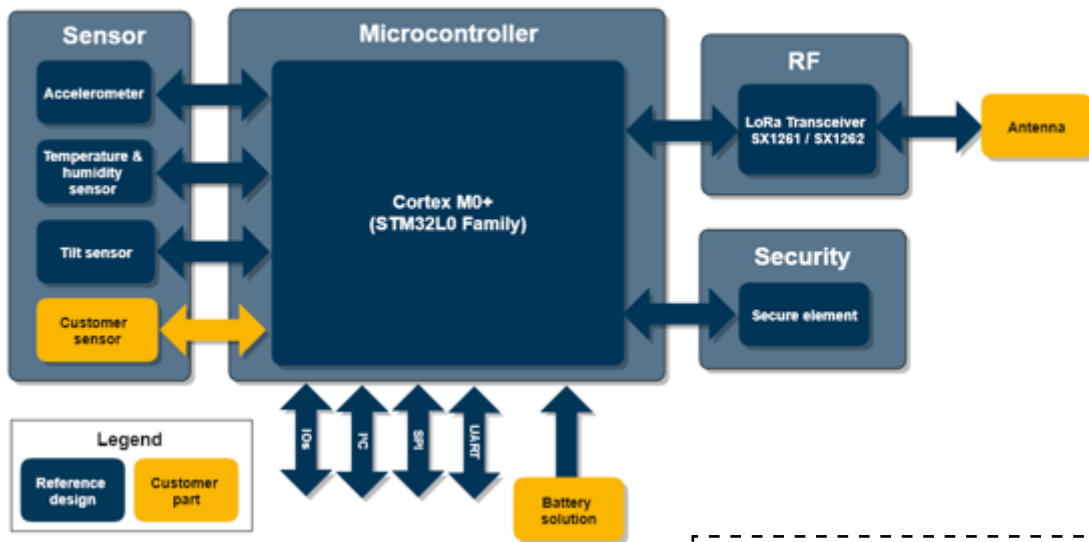 Sensor
Accelerometer
Temperature &
humidity
sensor
Tilt sensor
Customer
sensor
Microcontroller
Cortex M0+
(STM32L0 Family)
RF
LoRa Transceiver
SX1261 / SX1262
Antenna
Security
Secure element
IOs
I²C
SPI
UART
Battery
solution
Legend
Reference
design
Customer
part